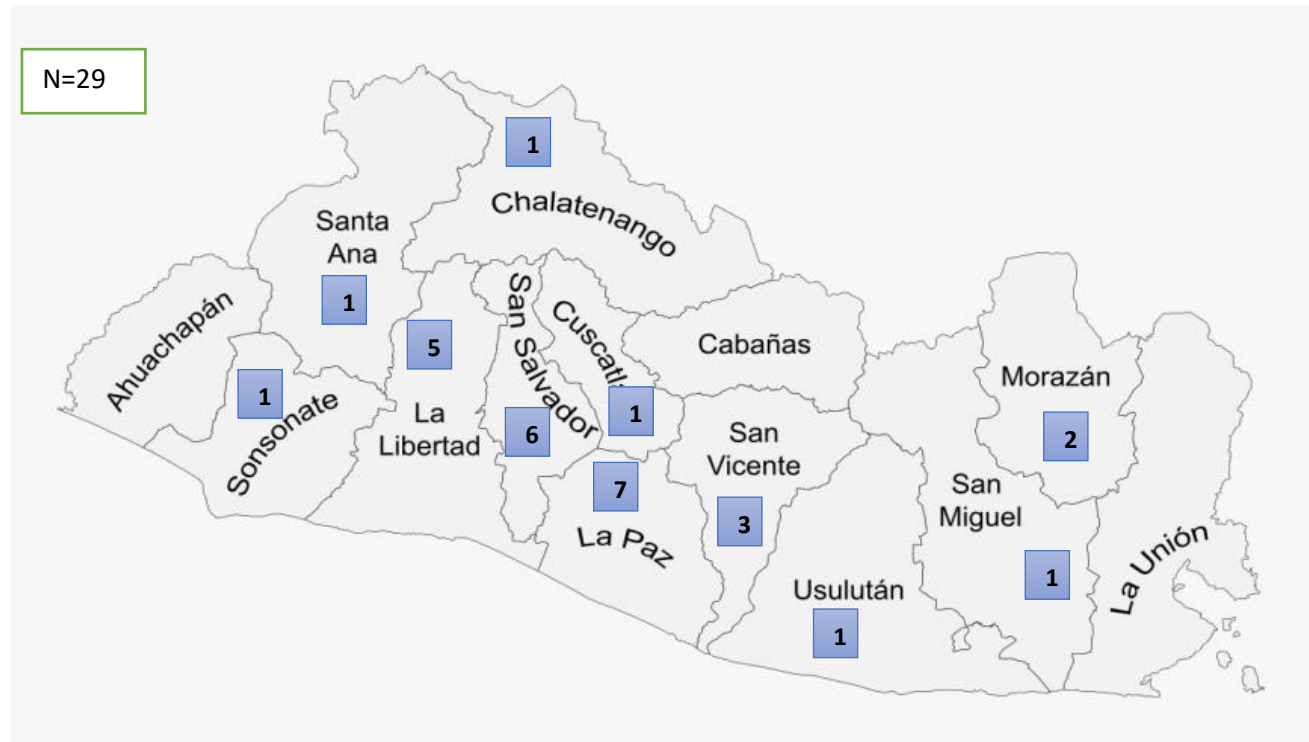 N=29
1
Chalatenango
Santa
Ana
1
Ahuachapán
1
Sonsonate
5
La
Libertad
San Salvador
6
Cuscatl
1
Cabañas
7
La Paz
San
Vicente
3
Usulután
1
San
Miguel
1
Morazán
2
La Unión